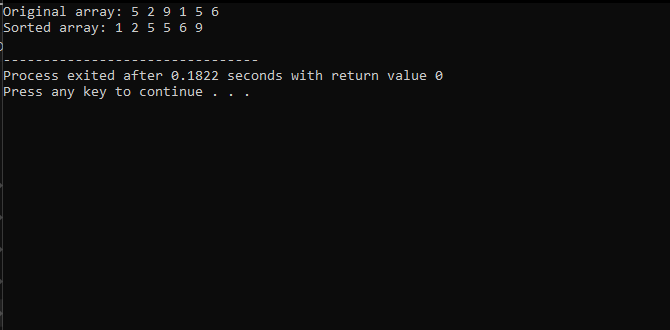 Original array: 5 2 9 1 5 6
Sorted array: 1 2 5 5 6 9
--------------------------------
Process exited after 0.1822 seconds with return value 0
Press any key to continue . . .